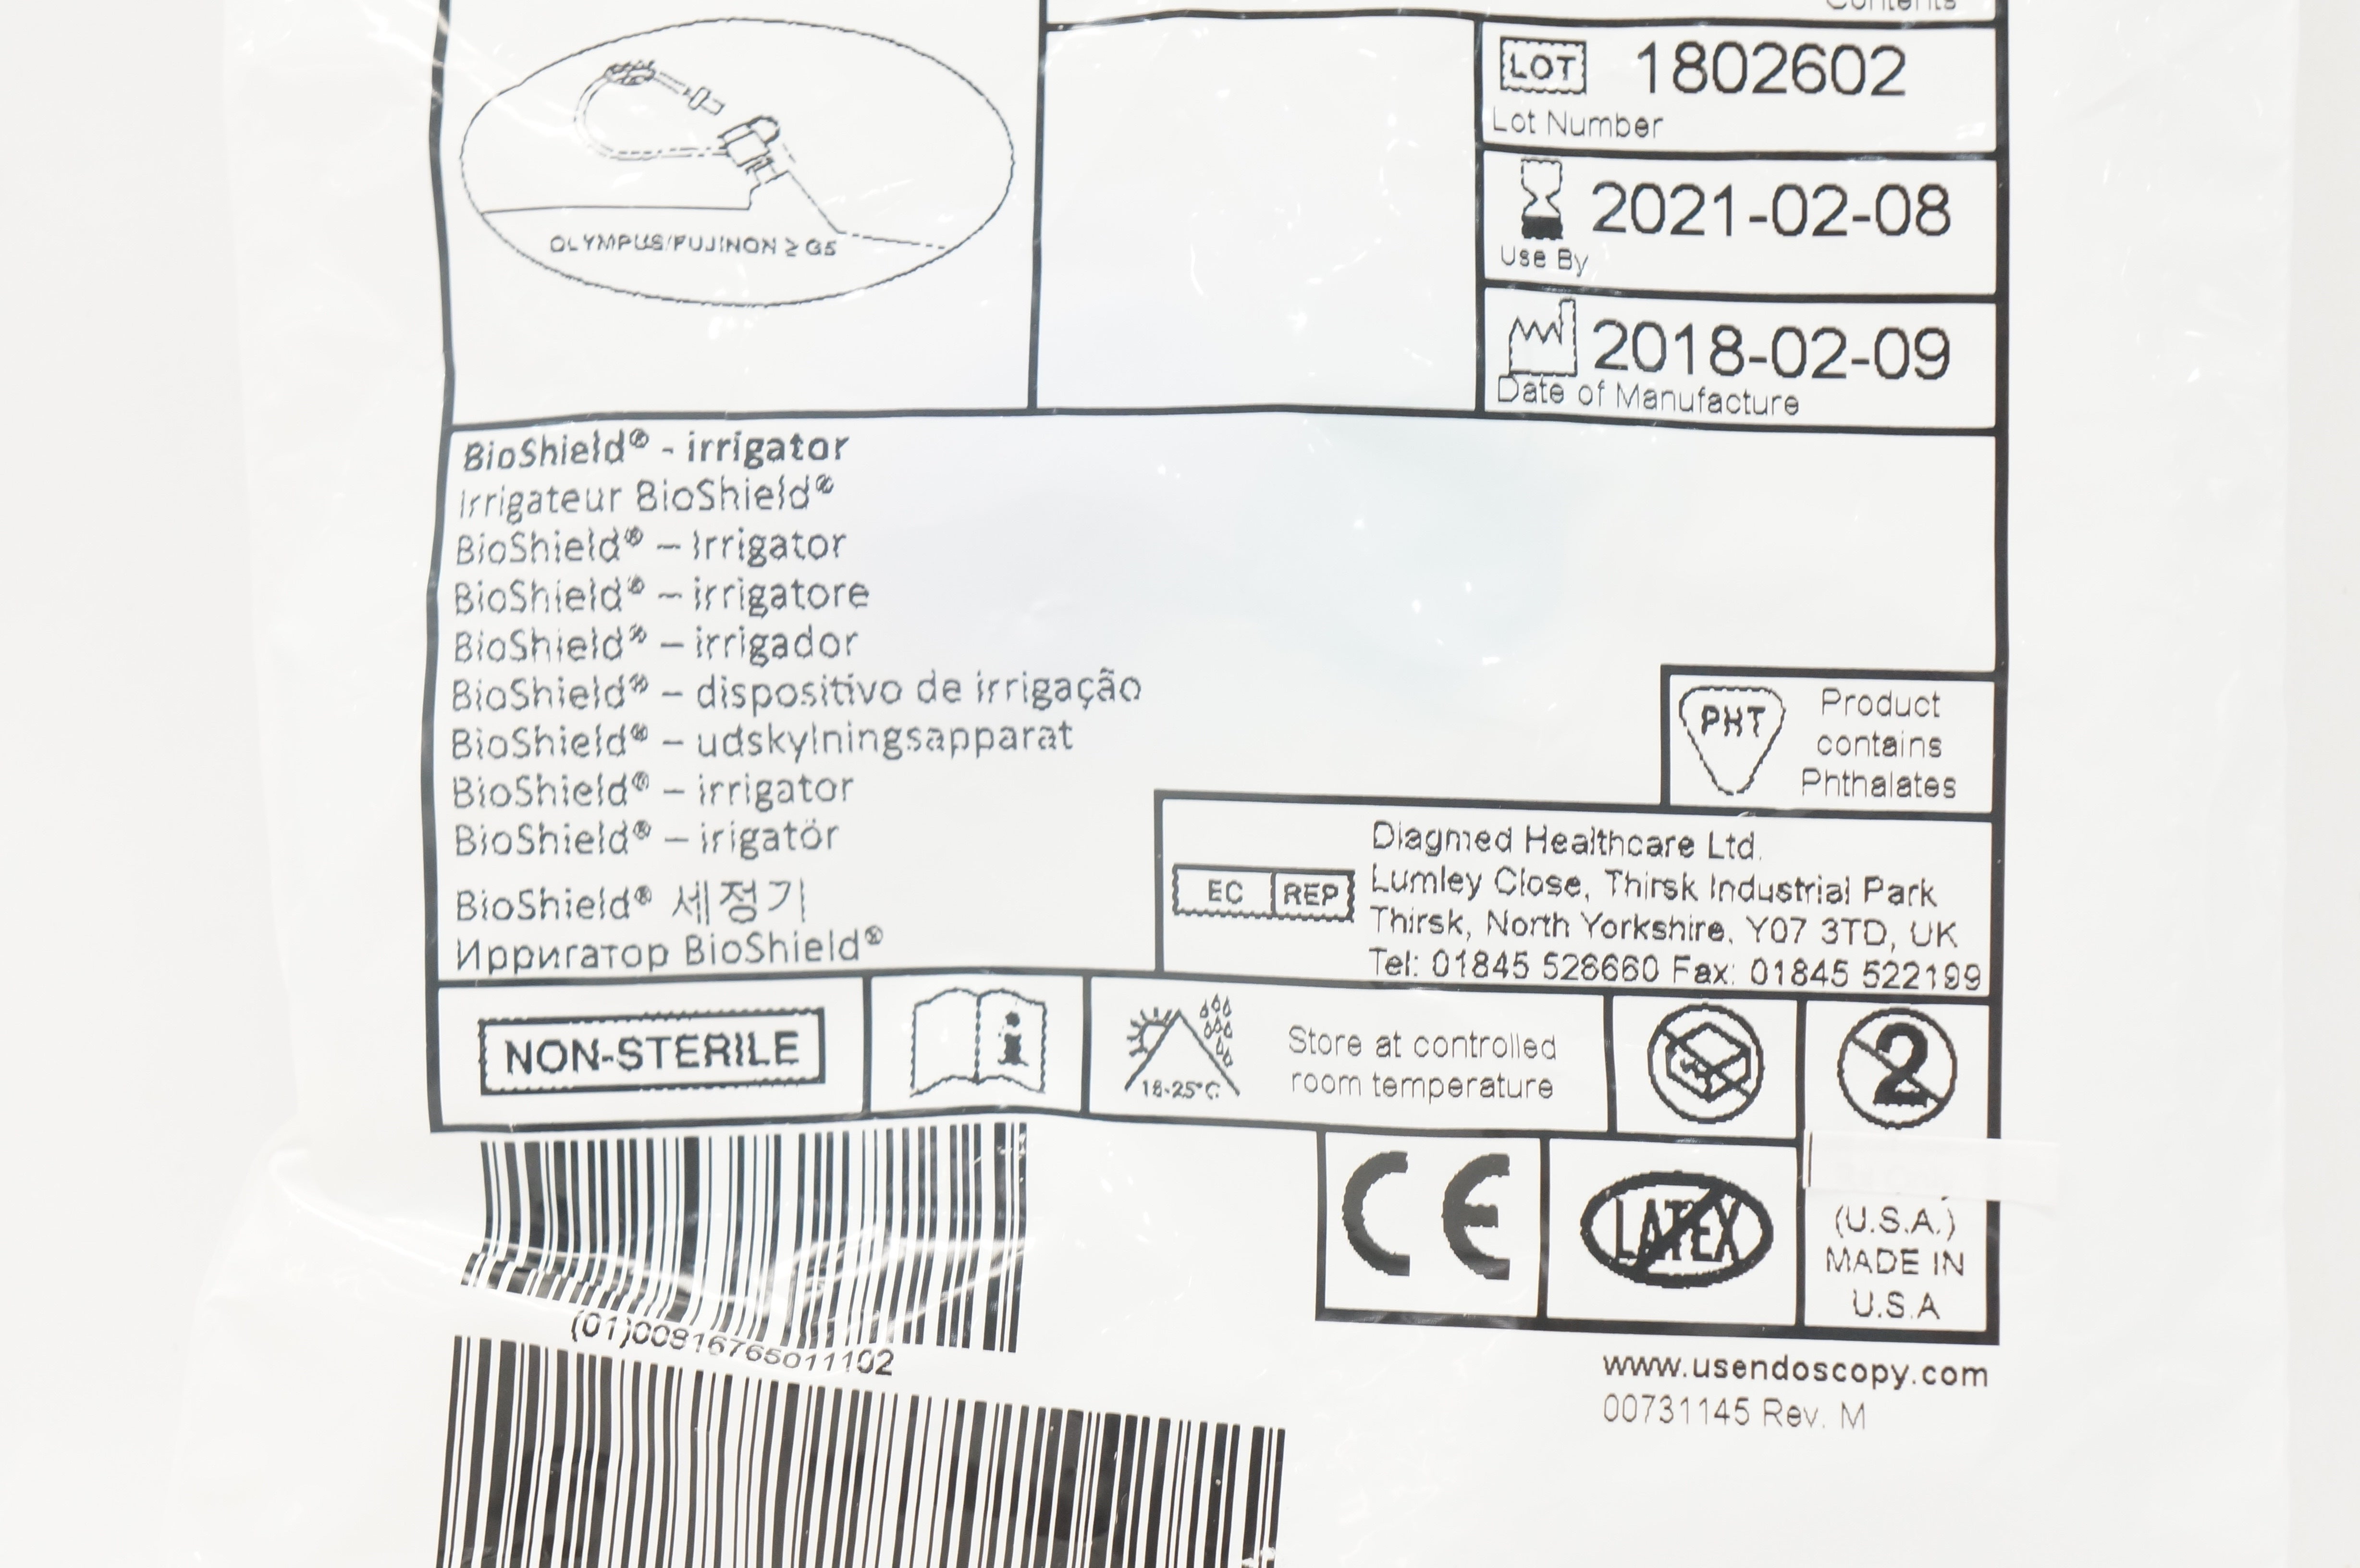 Contents
LOT 1802602
Lot Number
2021-02-08
Use By
2018-02-09
Date of Manufacture
OLYMPUS/FUJINON ≥ G5
BioShield® - irrigator
Irrigateur BioShield®
BioShield® – Irrigator
BioShield® – irrigatore
BioShield® – irrigador
BioShield® – dispositivo de irrigação
BioShield® – udskylningsapparat
BioShield® – irrigator
BioShield® – irigatör
BioShield® 세정기
Ирригатор BioShield®
PHT
Product
contains
Phthalates
EC REP
Diagmed Healthcare Ltd.
Lumley Close, Thirsk Industrial Park
Thirsk, North Yorkshire, Y07 3TD, UK
Tel: 01845 526660 Fax: 01845 522199
NON-STERILE
i
18-25°C
Store at controlled
room temperature
2
CE
LATEX
(U.S.A.)
MADE IN
U.S.A
(01)00816765011102
www.usendoscopy.com
00731145 Rev. M